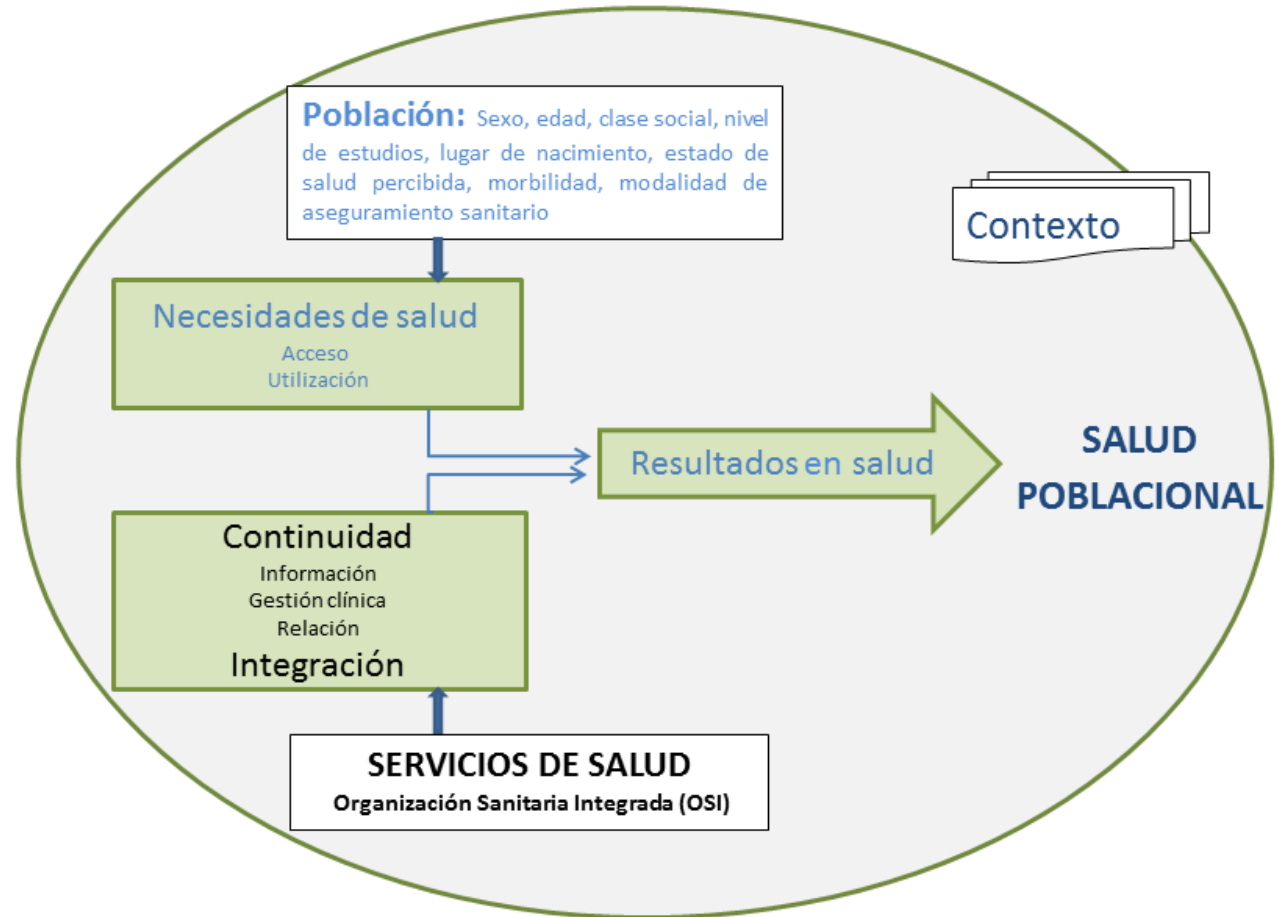 Población: Sexo, edad, clase social, nivel
de estudios, lugar de nacimiento, estado de
salud percibida, morbilidad, modalidad de
aseguramiento sanitario
Contexto
Necesidades de salud
Acceso
Utilización
Resultados en salud
SALUD
POBLACIONAL
Continuidad
Información
Gestión clínica
Relación
Integración
SERVICIOS DE SALUD
Organización Sanitaria Integrada (OSI)